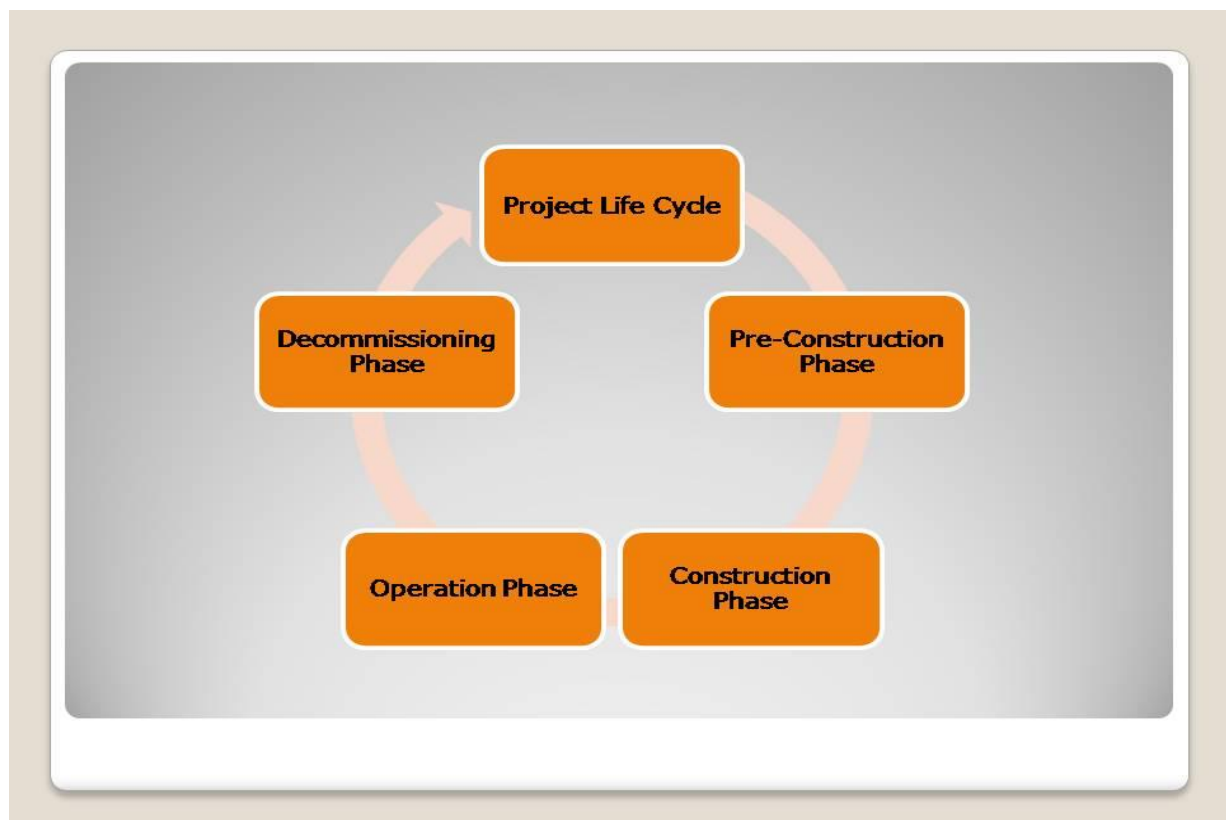 Project Life Cycle
Pre-Construction
Phase
Construction
Phase
Operation Phase
Decommissioning
Phase